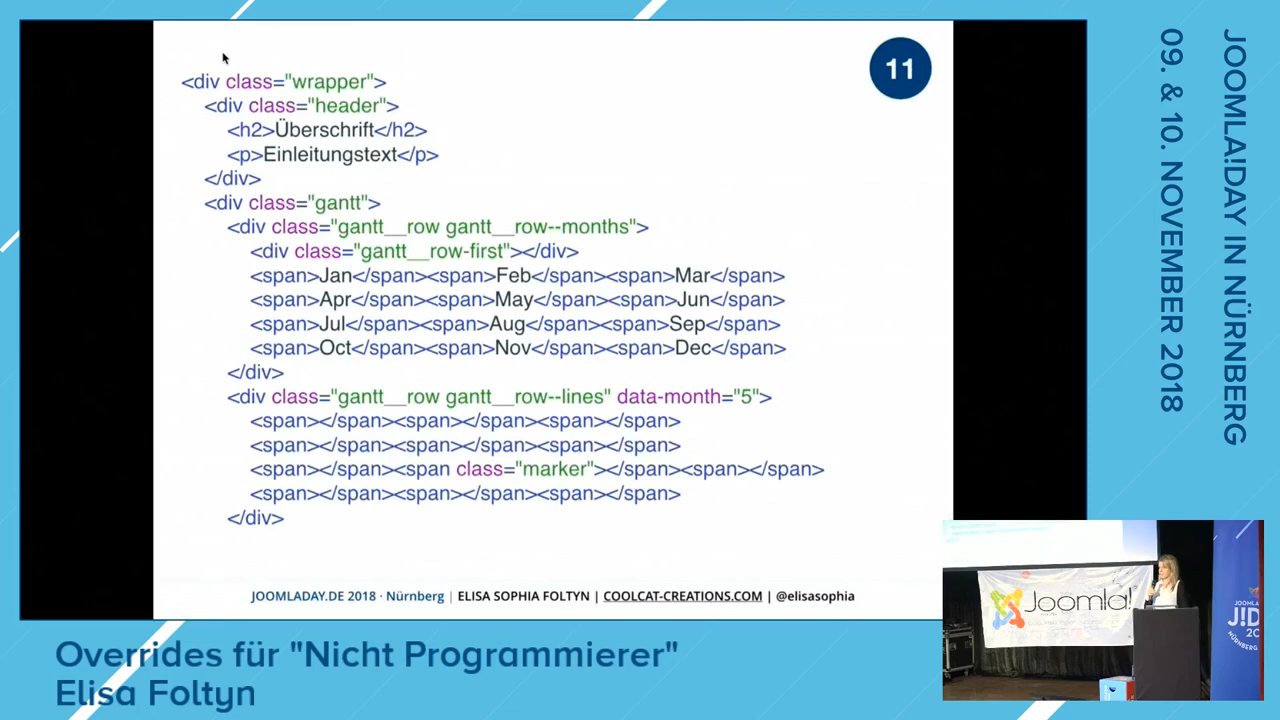 11
<div class="wrapper">
<div class="header">
<h2>Überschrift</h2>
<p>Einleitungstext</p>
</div>
<div class="gantt">
<div class="gantt__row gantt__row--months">
<div class="gantt__row-first"></div>
<span>Jan</span><span>Feb</span><span>Mar</span>
<span>Apr</span><span>May</span><span>Jun</span>
<span>Jul</span><span>Aug</span><span>Sep</span>
<span>Oct</span><span>Nov</span><span>Dec</span>
</div>
<div class="gantt__row gantt__row--lines" data-month="5">
<span></span><span></span><span></span>
<span></span><span></span><span></span>
<span></span><span class="marker"></span><span></span>
<span></span><span></span><span></span>
</div>
JOOMLADAY.DE 2018 · Nürnberg | ELISA SOPHIA FOLTYN | COOLCAT-CREATIONS.COM | @elisasophia
JOOMLA!DAY IN NÜRNBERG
09. & 10. NOVEMBER 2018
Joomla!
Overrides für "Nicht Programmierer"
Elisa Foltyn